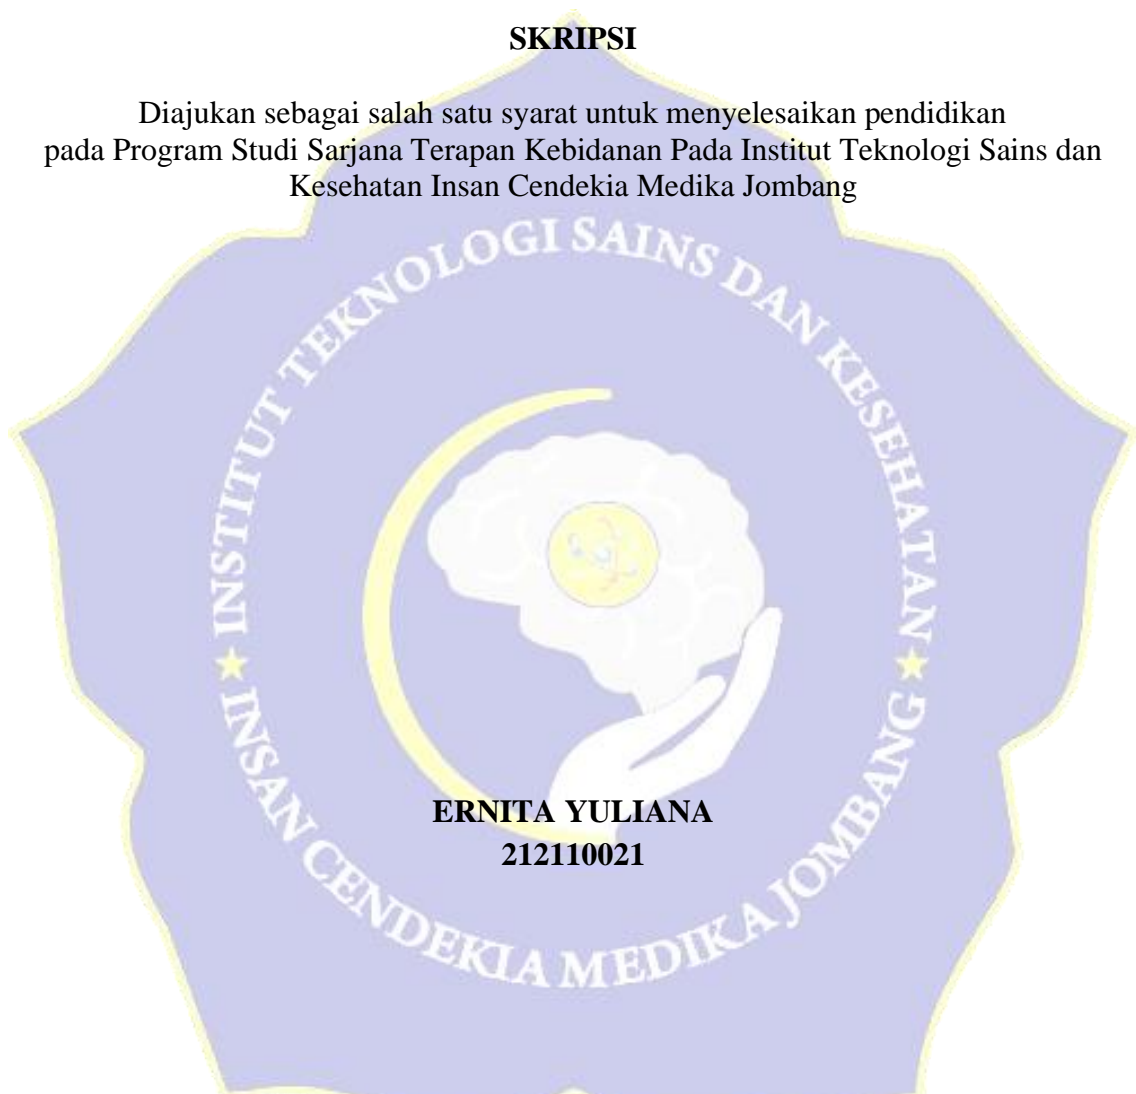 SKRIPSI
Diajukan sebagai salah satu syarat untuk menyelesaikan pendidikan
pada Program Studi Sarjana Terapan Kebidanan Pada Institut Teknologi Sains dan
Kesehatan Insan Cendekia Medika Jombang
INSTITUT TEKNOLOGI SAINS DAN KESEHATAN
INSAN CENDEKIA MEDIKA JOMBANG
ERNITA YULIANA
212110021